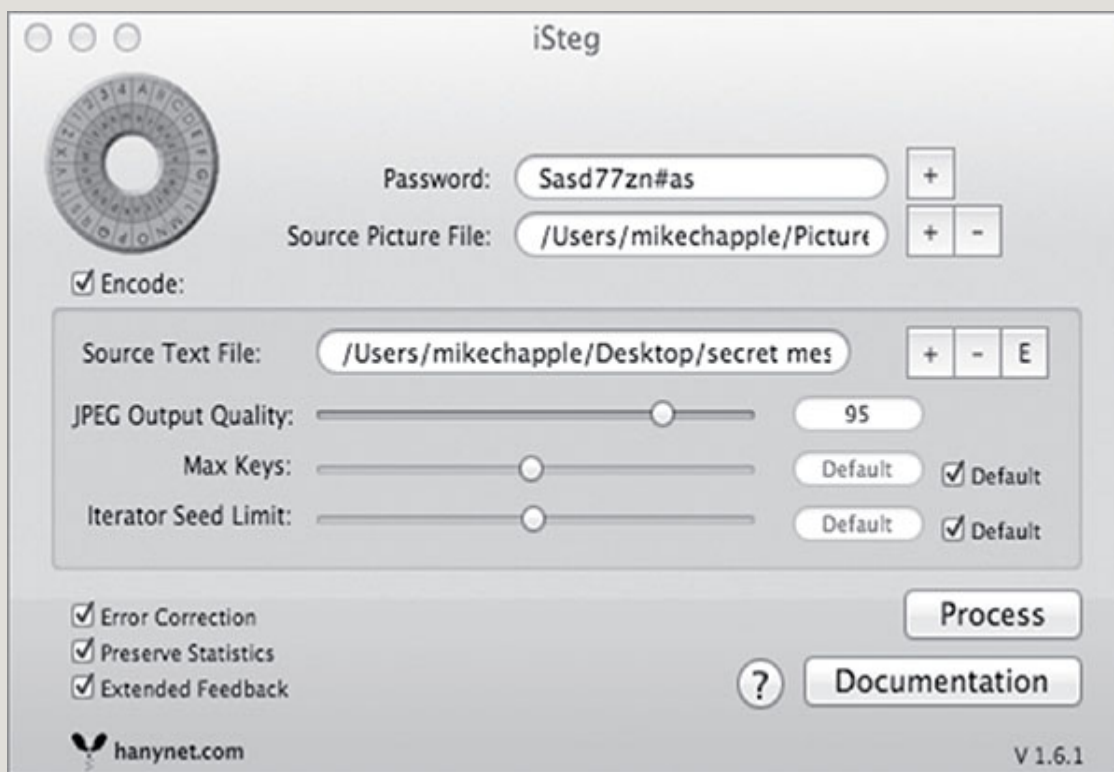 iSteg
Password: Sasd77zn#as +
Source Picture File: /Users/mikechapple/Picture + -
Encode:
Source Text File: /Users/mikechapple/Desktop/secret mes + - E
JPEG Output Quality: 95
Max Keys: Default Default
Iterator Seed Limit: Default Default
Error Correction
Process
Preserve Statistics
Extended Feedback
? Documentation
hanynet.com
V 1.6.1